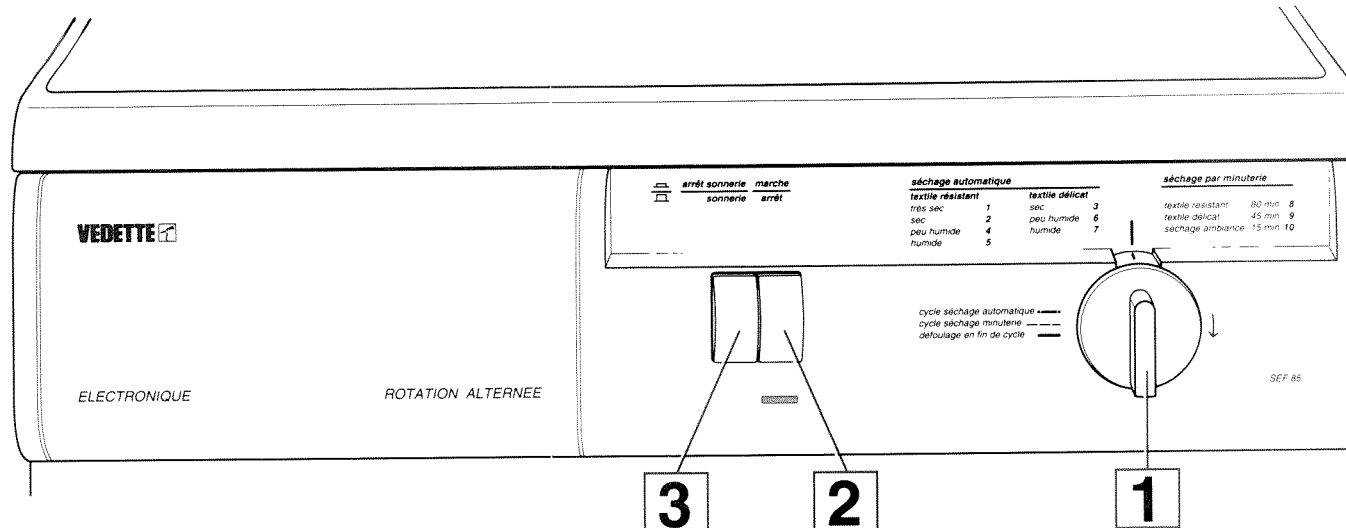 arrêt sonnerie marche
sonnerie arrêt
séchage automatique
textile résistant textile délicat
très sec 1 sec 3
sec 2 peu humide 6
peu humide 4 humide 7
humide 5
séchage par minuterie
textile résistant 80 min 8
textile délicat 45 min 9
séchage ambiance 15 min 10
VEDETTE
cycle séchage automatique
cycle séchage minuterie
défoulage en fin de cycle
ELECTRONIQUE ROTATION ALTERNEE
SEF 85
3 2 1